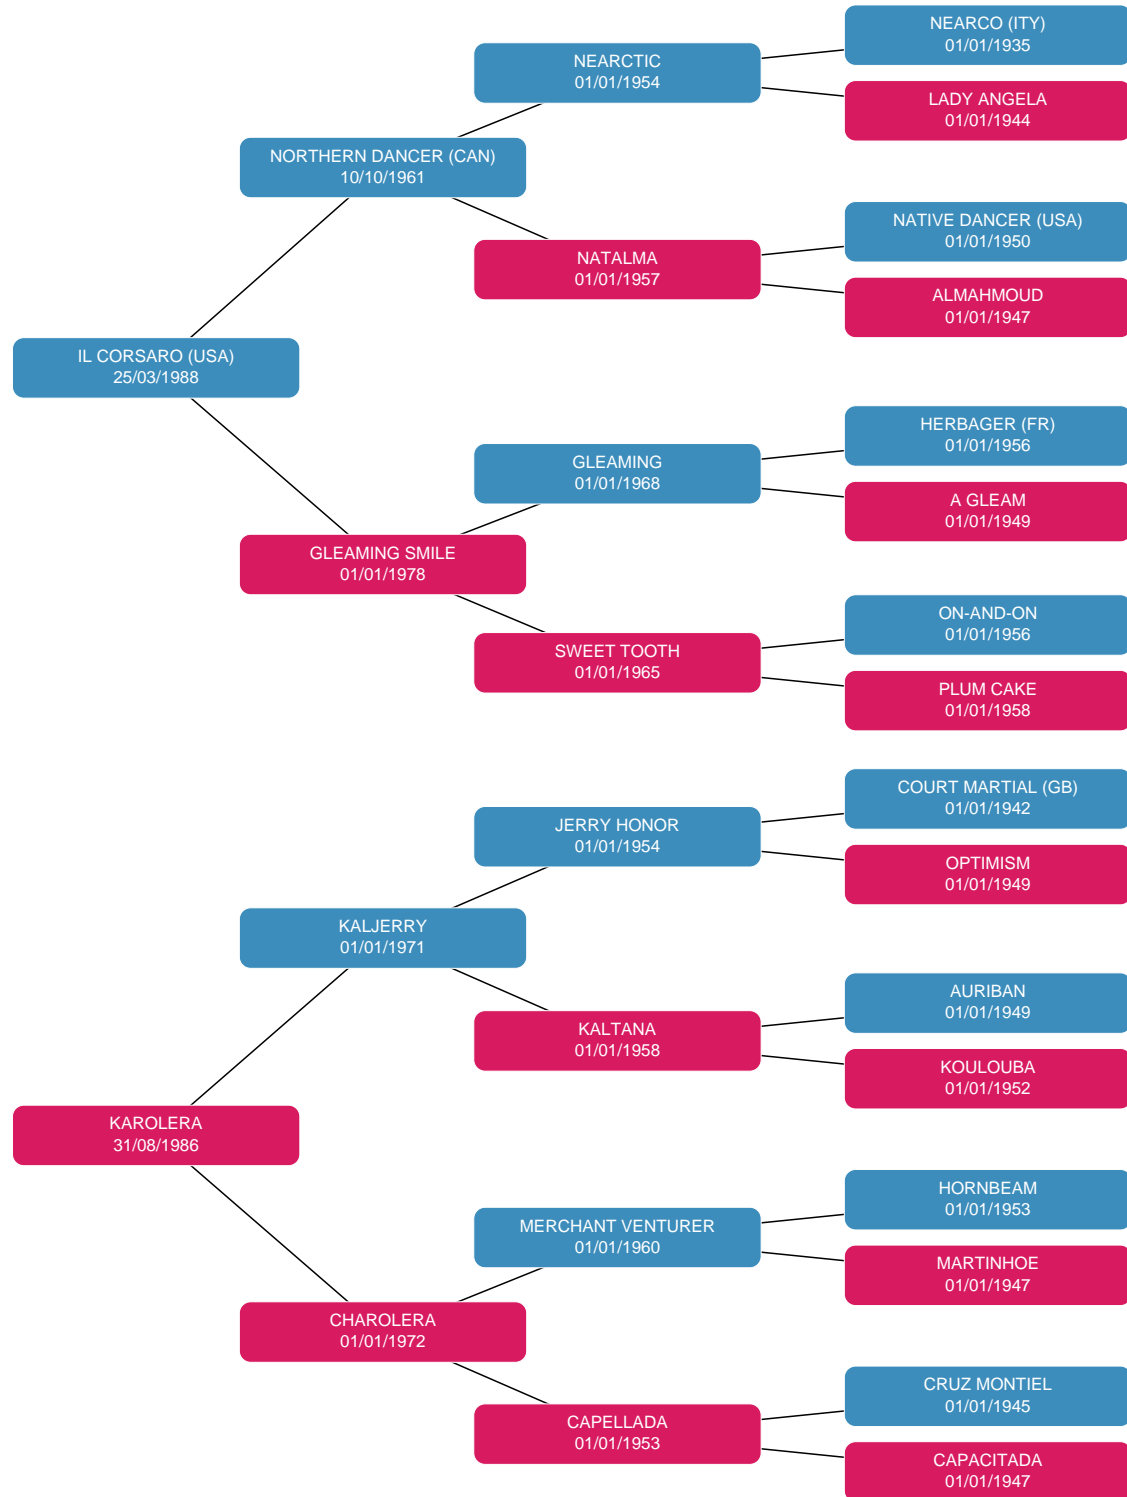 NEARCO (ITY)
01/01/1935
NEARCTIC
01/01/1954
LADY ANGELA
01/01/1944
NORTHERN DANCER (CAN)
10/10/1961
NATIVE DANCER (USA)
01/01/1950
NATALMA
01/01/1957
ALMAHMOUD
01/01/1947
IL CORSARO (USA)
25/03/1988
HERBAGER (FR)
01/01/1956
GLEAMING
01/01/1968
A GLEAM
01/01/1949
GLEAMING SMILE
01/01/1978
ON-AND-ON
01/01/1956
SWEET TOOTH
01/01/1965
PLUM CAKE
01/01/1958
COURT MARTIAL (GB)
01/01/1942
JERRY HONOR
01/01/1954
OPTIMISM
01/01/1949
KALJERRY
01/01/1971
AURIBAN
01/01/1949
KALTANA
01/01/1958
KOULOUBA
01/01/1952
KAROLERA
31/08/1986
HORNBEAM
01/01/1953
MERCHANT VENTURER
01/01/1960
MARTINHOE
01/01/1947
CHAROLERA
01/01/1972
CRUZ MONTIEL
01/01/1945
CAPELLADA
01/01/1953
CAPACITADA
01/01/1947